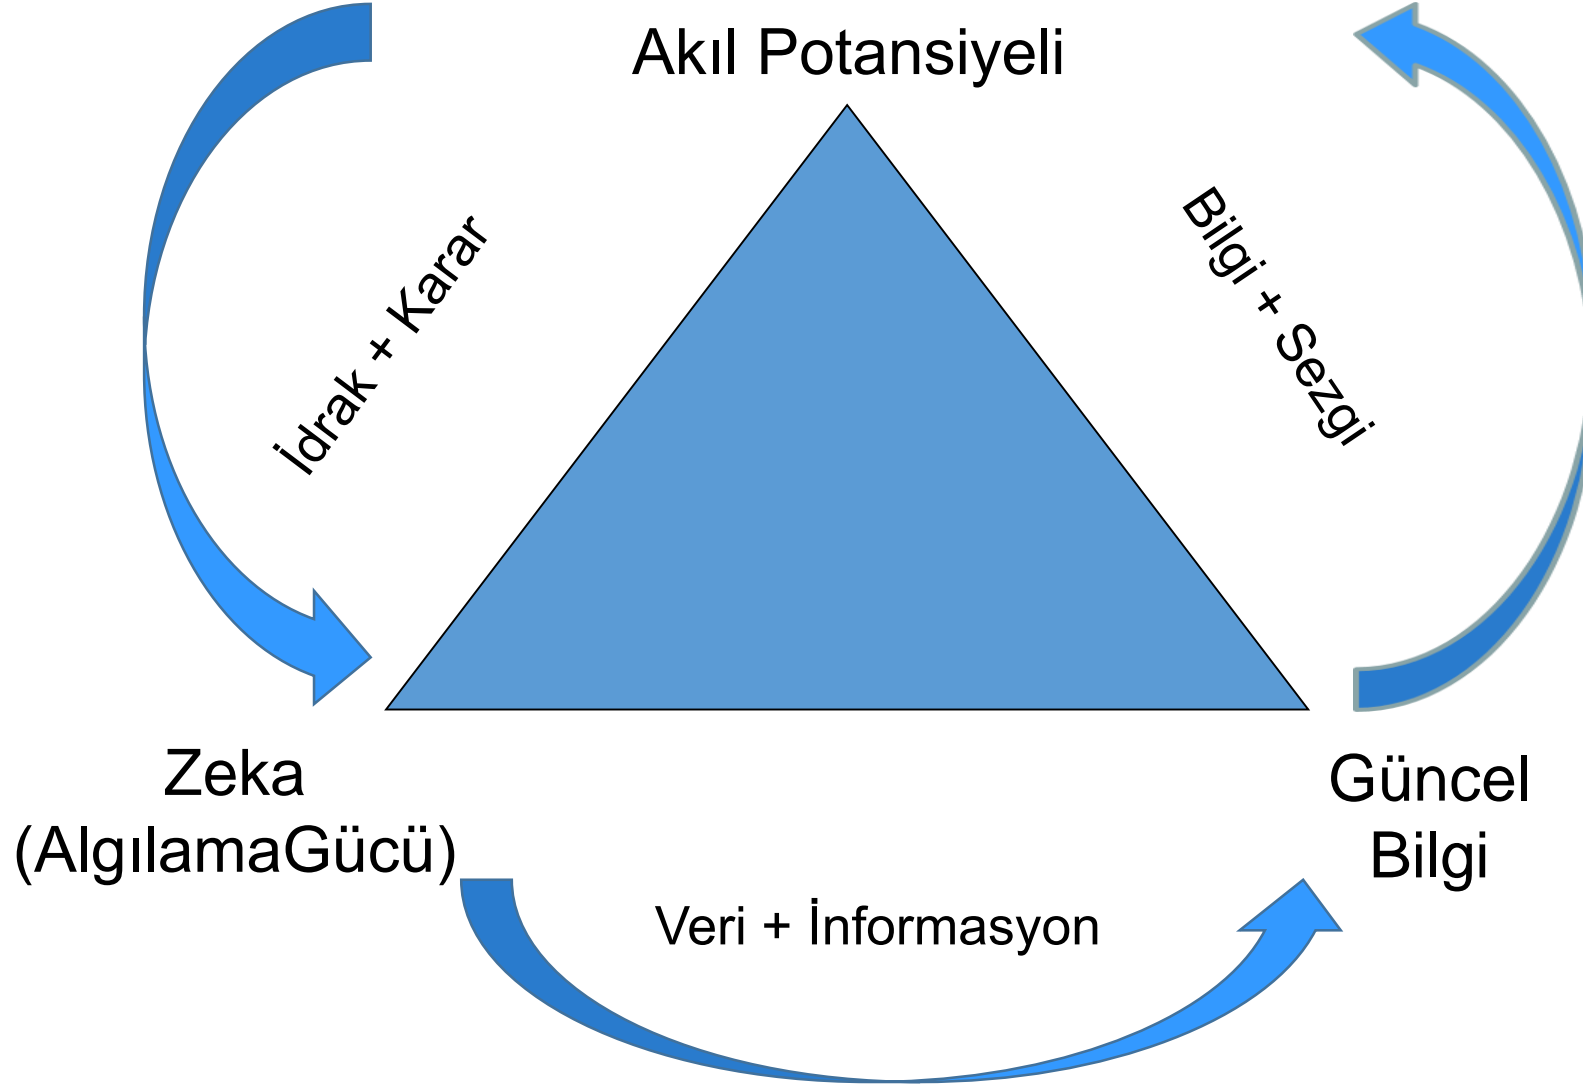 Akıl Potansiyeli
İdrak + Karar
Bilgi + Sezgi
Zeka
(AlgılamaGücü)
Güncel
Bilgi
Veri + İnformasyon